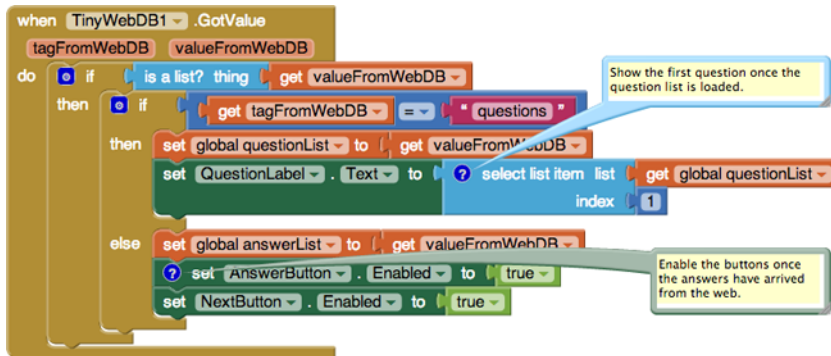 when TinyWebDB1 .GotValue
tagFromWebDB valueFromWebDB
do if is a list? thing get valueFromWebDB
then if get tagFromWebDB = " questions "
then set global questionList to get valueFromWebDB
set QuestionLabel . Text to ? select list item list get global questionList
index 1
else set global answerList to get valueFromWebDB
? set AnswerButton . Enabled to true
set NextButton . Enabled to true
Show the first question once the
question list is loaded.
Enable the buttons once
the answers have arrived
from the web.